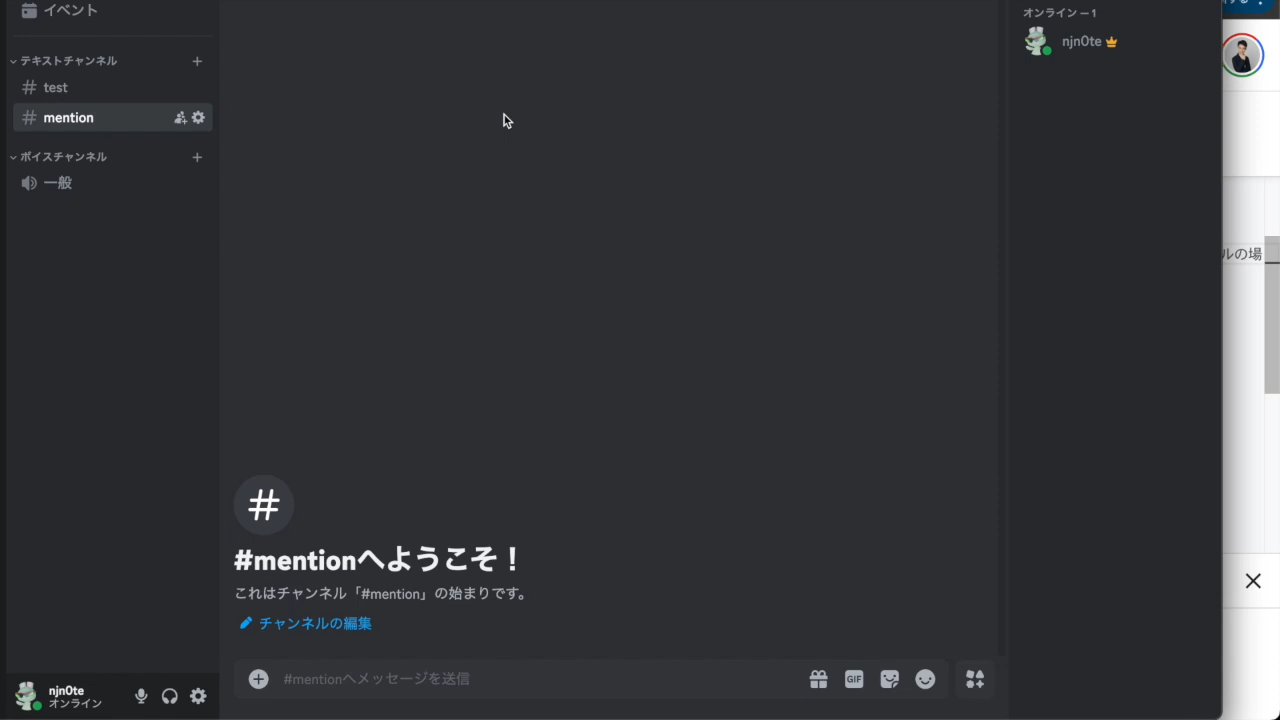 イベント
テキストチャンネル
test
mention
ボイスチャンネル
一般
#mentionへようこそ！
これはチャンネル「#mention」の始まりです。
チャンネルの編集
#mentionへメッセージを送信
GIF
njn0te
オンライン
オンライン ー 1
njn0te
ルの場